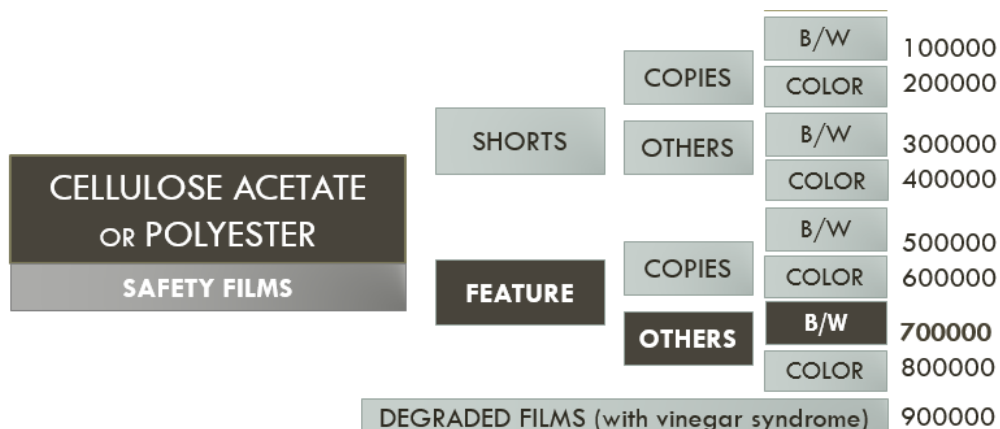 B/W 100000
COPIES
COLOR 200000
SHORTS
B/W 300000
OTHERS
COLOR 400000
CELLULOSE ACETATE
OR POLYESTER
SAFETY FILMS
B/W 500000
COPIES
COLOR 600000
FEATURE
B/W 700000
OTHERS
COLOR 800000
DEGRADED FILMS (with vinegar syndrome) 900000